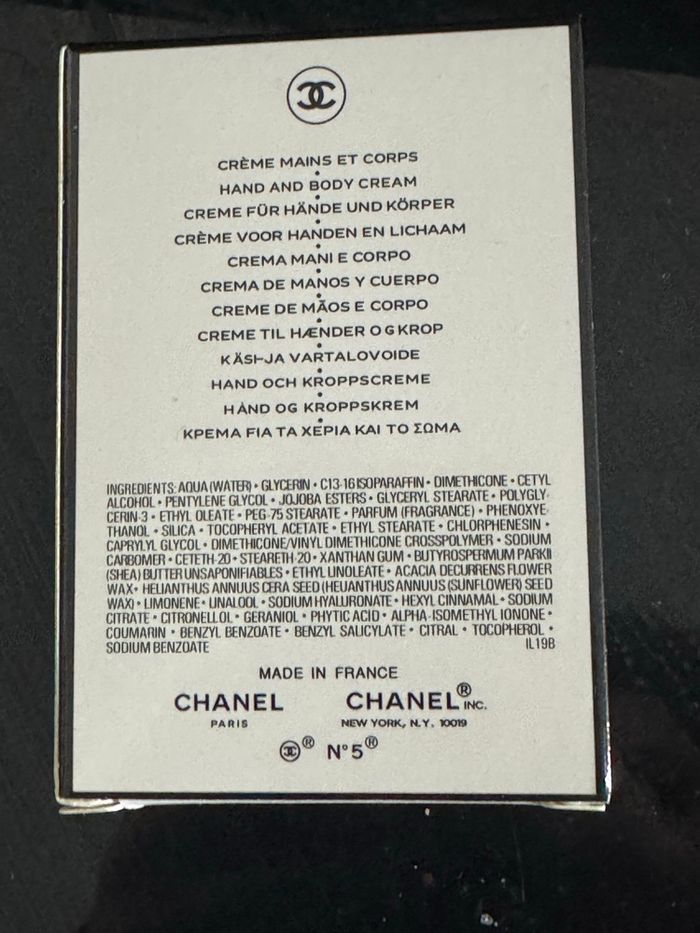 CRÈME MAINS ET CORPS
HAND AND BODY CREAM
CREME FÜR HÄNDE UND KÖRPER
CRÈME VOOR HANDEN EN LICHAAM
CREMA MANI E CORPO
CREMA DE MANOS Y CUERPO
CREME DE MÃOS E CORPO
CREME TIL HÆNDER OG KROP
KÄSI-JA VARTALOVOIDE
HAND OCH KROPPSCREME
HÅND OG KROPPSKREM
ΚΡΕΜΑ ΓΙΑ ΤΑ ΧΕΡΙΑ ΚΑΙ ΤΟ ΣΩΜΑ
INGREDIENTS: AQUA (WATER) • GLYCERIN • C13-16 ISOPARAFFIN • DIMETHICONE • CETYL
ALCOHOL • PENTYLENE GLYCOL • JOJOBA ESTERS • GLYCERYL STEARATE • POLYGLY-
CERIN-3 • ETHYL OLEATE • PEG-75 STEARATE • PARFUM (FRAGRANCE) • PHENOXYE-
THANOL • SILICA • TOCOPHERYL ACETATE • ETHYL STEARATE • CHLORPHENESIN •
CAPRYLYL GLYCOL • DIMETHICONE/VINYL DIMETHICONE CROSSPOLYMER • SODIUM
CARBOMER • CETETH-20 • STEARETH-20 • XANTHAN GUM • BUTYROSPERMUM PARKII
(SHEA) BUTTER UNSAPONIFIABLES • ETHYL LINOLEATE • ACACIA DECURRENS FLOWER
WAX • HELIANTHUS ANNUUS CERA SEED (HELIANTHUS ANNUUS (SUNFLOWER) SEED
WAX) • LIMONENE • LINALOOL • SODIUM HYALURONATE • HEXYL CINNAMAL • SODIUM
CITRATE • CITRONELLOL • GERANIOL • PHYTIC ACID • ALPHA-ISOMETHYL IONONE •
COUMARIN • BENZYL BENZOATE • BENZYL SALICYLATE • CITRAL • TOCOPHEROL •
SODIUM BENZOATE IL19B
MADE IN FRANCE
CHANEL CHANEL® INC.
PARIS NEW YORK, N.Y. 10019
® N°5®